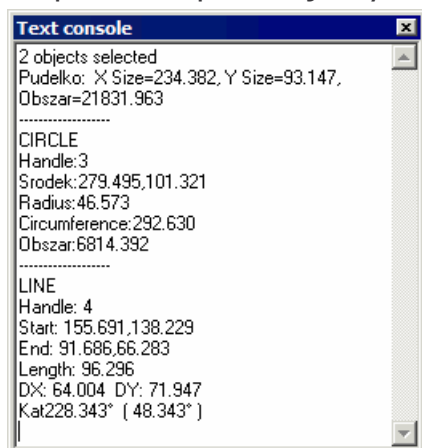 Text console
2 objects selected
Pudelko: X Size=234.382, Y Size=93.147,
Obszar=21831.963
-------------------
CIRCLE
Handle:3
Srodek:279.495,101.321
Radius:46.573
Circumference:292.630
Obszar:6814.392
-------------------
LINE
Handle: 4
Start: 155.691,138.229
End: 91.686,66.283
Length: 96.296
DX: 64.004 DY: 71.947
Kat228.343° ( 48.343° )